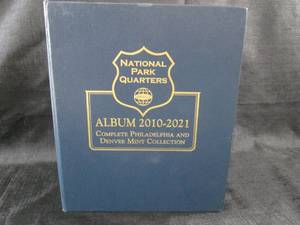 NATIONAL
PARK
QUARTERS
ALBUM 2010-2021
COMPLETE PHILADELPHIA AND
DENVER MINT COLLECTION